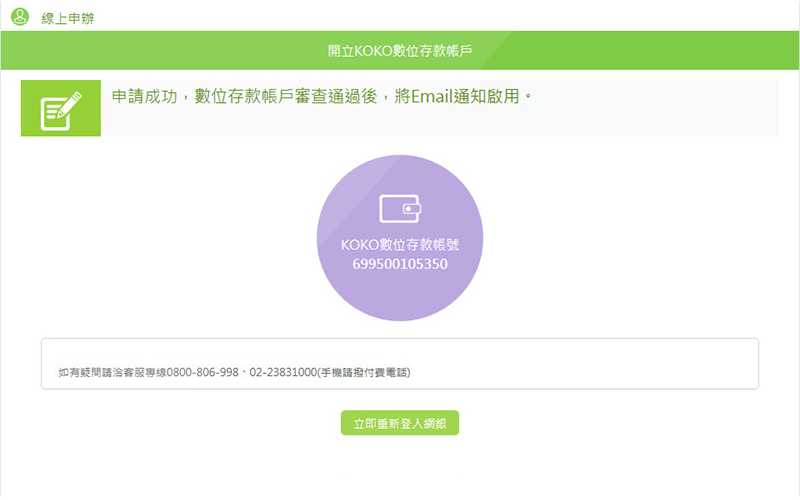 線上申辦
開立KOKO數位存款帳戶
申請成功，數位存款帳戶審查通過後，將Email通知啟用。
KOKO數位存款帳號
699500105350
如有疑問請洽客服專線0800-806-998、02-23831000(手機請撥付費電話)
立即重新登入網銀